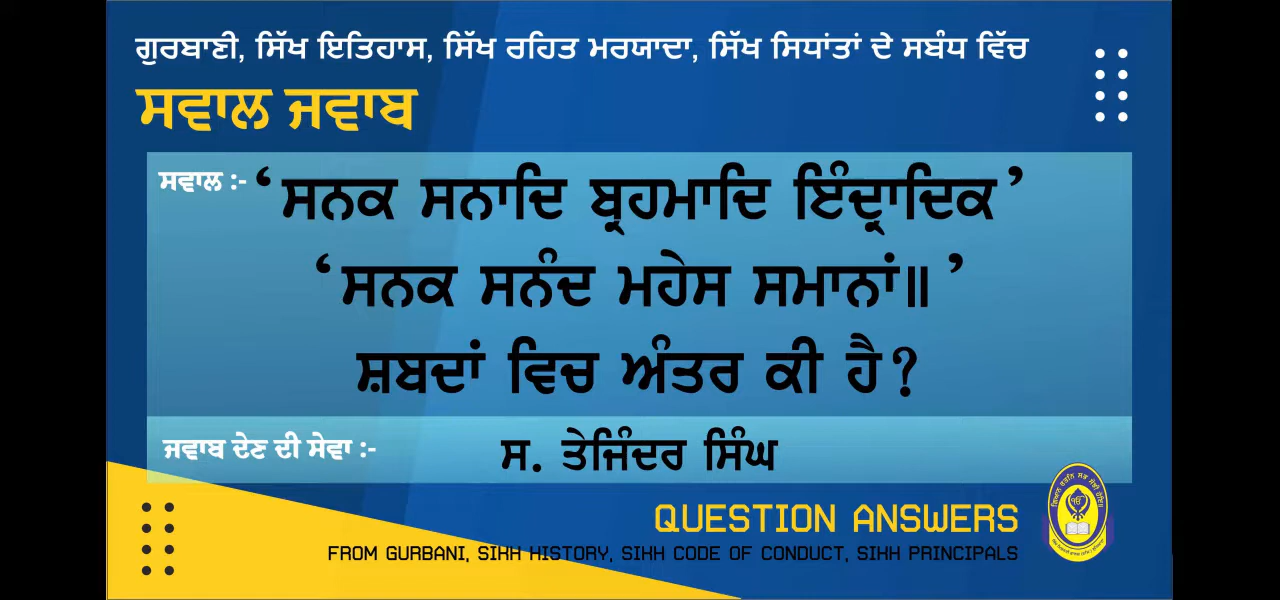 ਗੁਰਬਾਣੀ, ਸਿੱਖ ਇਤਿਹਾਸ, ਸਿੱਖ ਰਹਿਤ ਮਰਯਾਦਾ, ਸਿੱਖ ਸਿਧਾਂਤਾਂ ਦੇ ਸਬੰਧ ਵਿੱਚ
ਸਵਾਲ ਜਵਾਬ
ਸਵਾਲ :- ‘ਸਨਕ ਸਨਾਦਿ ਬ੍ਰਹਮਾਦਿ ਇੰਦ੍ਰਾਦਿਕ’
‘ਸਨਕ ਸਨੰਦ ਮਹੇਸ ਸਮਾਨਾਂ॥ ’
ਸ਼ਬਦਾਂ ਵਿਚ ਅੰਤਰ ਕੀ ਹੈ?
ਜਵਾਬ ਦੇਣ ਦੀ ਸੇਵਾ :- ਸ. ਤੇਜਿੰਦਰ ਸਿੰਘ
QUESTION ANSWERS
FROM GURBANI, SIKH HISTORY, SIKH CODE OF CONDUCT, SIKH PRINCIPALS